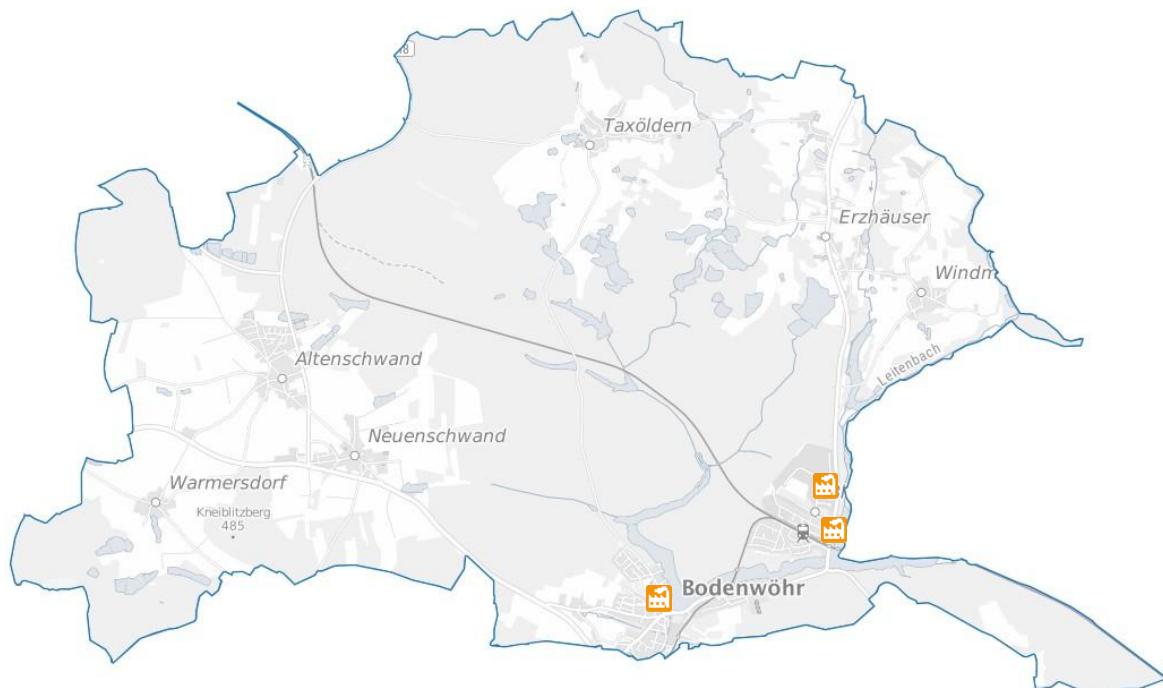 Taxöldern
Erzhäuser
Windm
Leitenbach
Altenschwand
Neuenschwand
Warmersdorf
Kneiblitzberg
485
Bodenwöhr